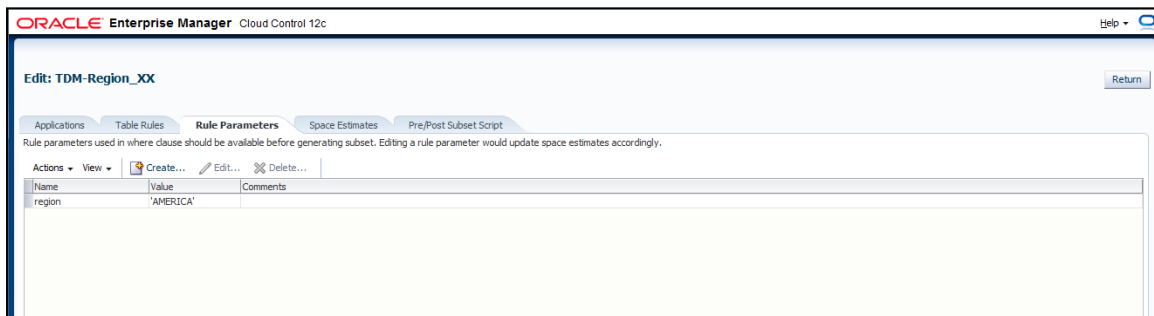 ORACLE Enterprise Manager Cloud Control 12c Help
Edit: TDM-Region_XX Return
Applications Table Rules Rule Parameters Space Estimates Pre/Post Subset Script
Rule parameters used in where clause should be available before generating subset. Editing a rule parameter would update space estimates accordingly.
Actions View Create... Edit... Delete...
Name Value Comments
region 'AMERICA'